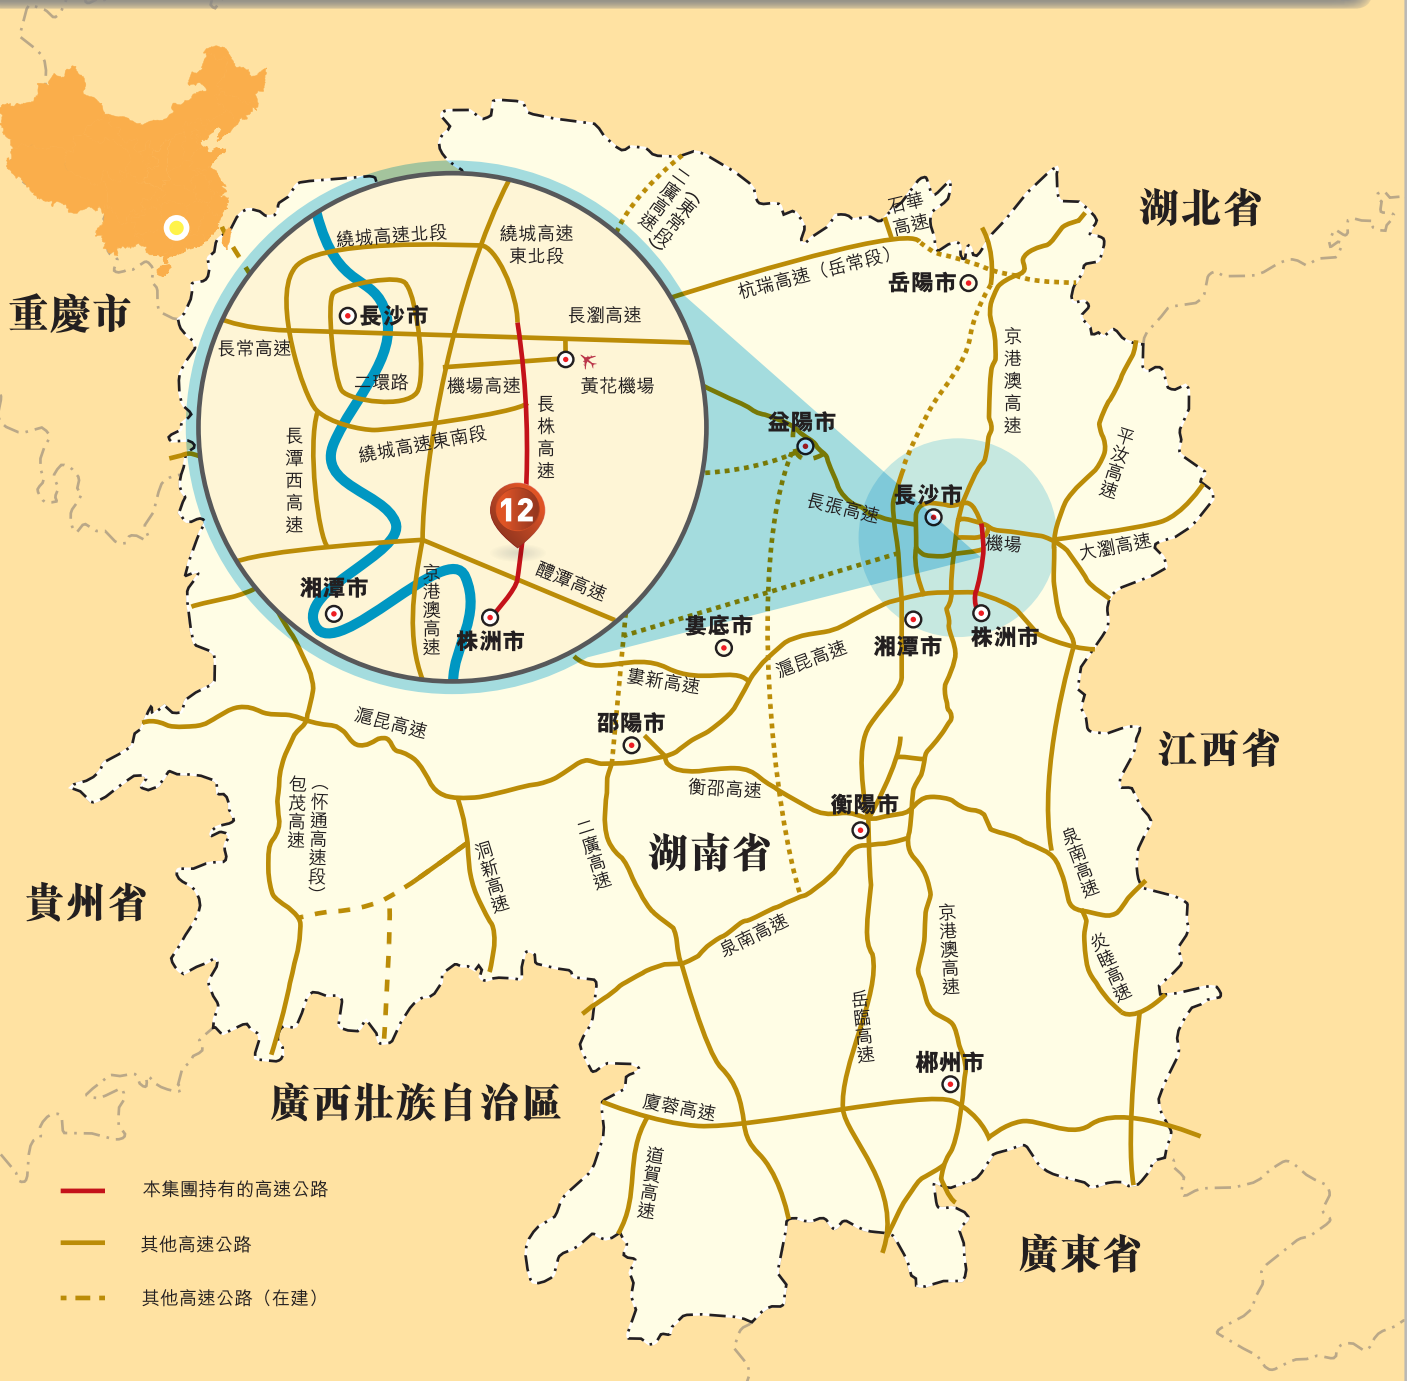 湖北省
重慶市
二廣高速
（東常段）
石華
高速
杭瑞高速（岳常段）
岳陽市
繞城高速北段
繞城高速
東北段
長沙市
長瀏高速
長常高速
二環路
機場高速
黃花機場
長株高速
繞城高速東南段
長潭西高速
12
醴潭高速
湘潭市
京港澳高速
株洲市
京港澳高速
益陽市
平汝高速
長沙市
長張高速
機場
大瀏高速
婁底市
湘潭市
株洲市
滬昆高速
婁新高速
滬昆高速
邵陽市
江西省
衡邵高速
衡陽市
包茂高速
（怀通高速段）
洞新高速
二廣高速
湖南省
泉南高速
貴州省
泉南高速
京港澳高速
炎睦高速
岳臨高速
郴州市
廣西壯族自治區
廈蓉高速
道賀高速
本集團持有的高速公路
其他高速公路
其他高速公路（在建）
廣東省